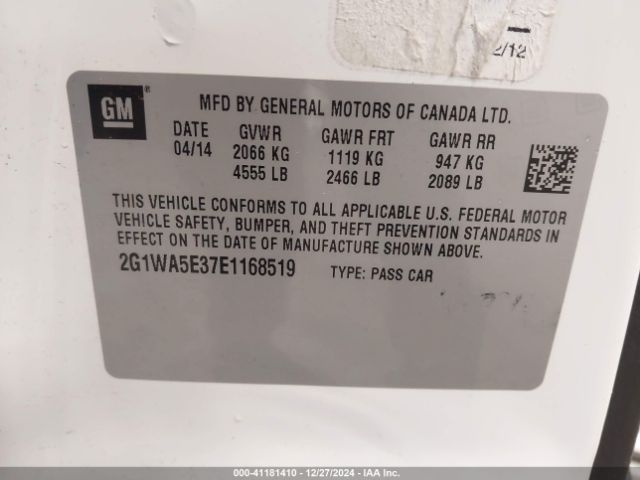 2/12
GM
MFD BY GENERAL MOTORS OF CANADA LTD.
DATE GVWR GAWR FRT GAWR RR
04/14 2066 KG 1119 KG 947 KG
4555 LB 2466 LB 2089 LB
THIS VEHICLE CONFORMS TO ALL APPLICABLE U.S. FEDERAL MOTOR
VEHICLE SAFETY, BUMPER, AND THEFT PREVENTION STANDARDS IN
EFFECT ON THE DATE OF MANUFACTURE SHOWN ABOVE.
2G1WA5E37E1168519 TYPE: PASS CAR
000-41181410 - 12/27/2024 - IAA Inc.